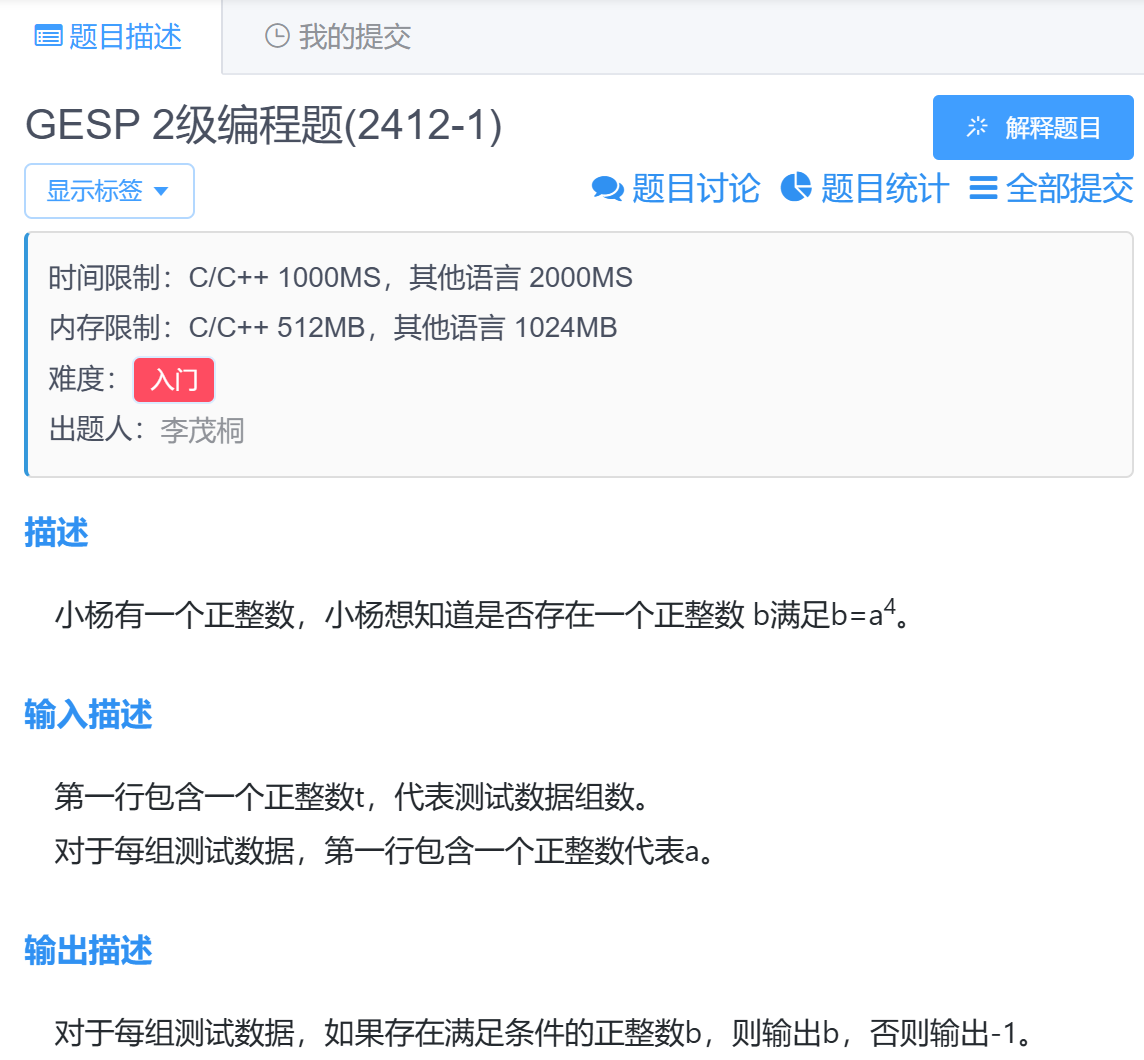 题目描述
我的提交
GESP 2级编程题(2412-1)
解释题目
显示标签
题目讨论
题目统计
全部提交
时间限制：C/C++ 1000MS，其他语言 2000MS
内存限制：C/C++ 512MB，其他语言 1024MB
难度：
入门
出题人：李茂桐
描述
小杨有一个正整数，小杨想知道是否存在一个正整数 b满足b=a⁴。
输入描述
第一行包含一个正整数t，代表测试数据组数。
对于每组测试数据，第一行包含一个正整数代表a。
输出描述
对于每组测试数据，如果存在满足条件的正整数b，则输出b，否则输出-1。